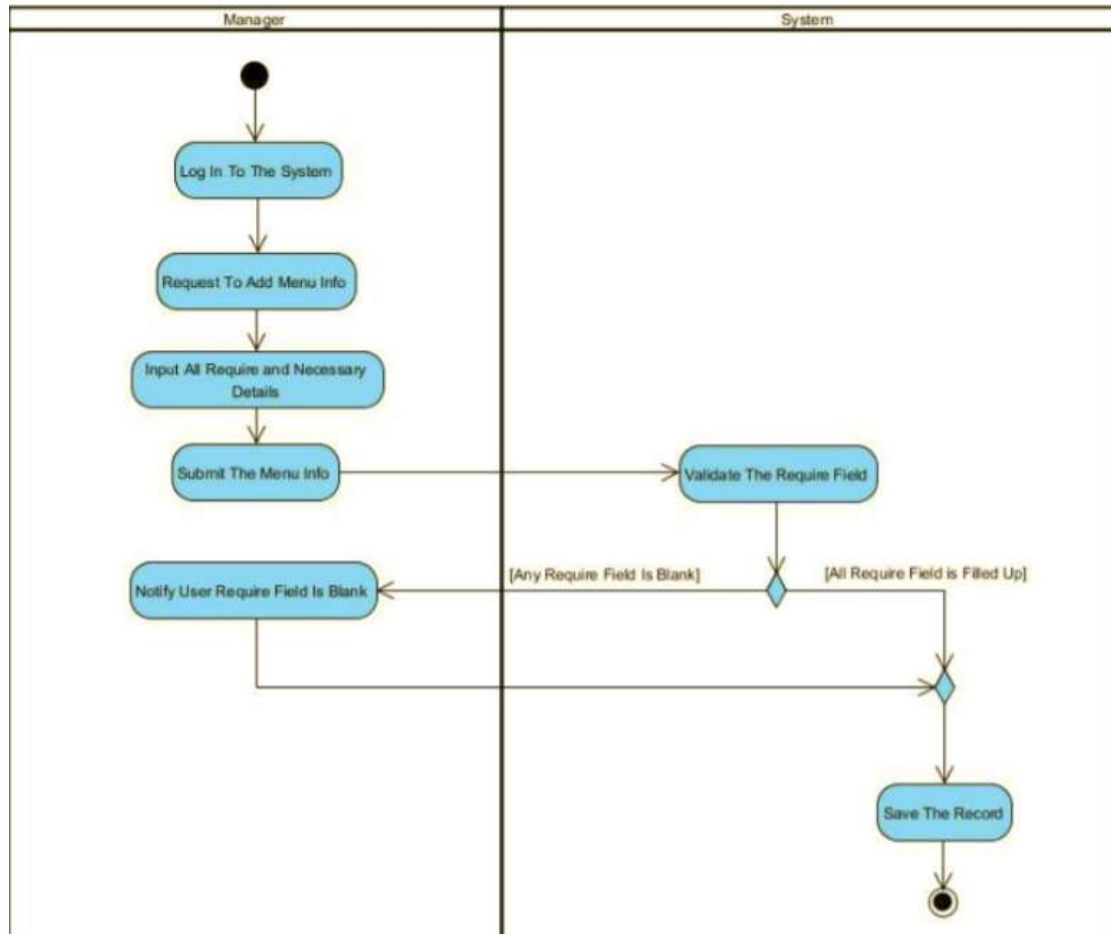 Manager
System
Log In To The System
Request To Add Menu Info
Input All Require and Necessary
Details
Submit The Menu Info
Validate The Require Field
[Any Require Field Is Blank]
[All Require Field is Filled Up]
Notify User Require Field Is Blank
Save The Record